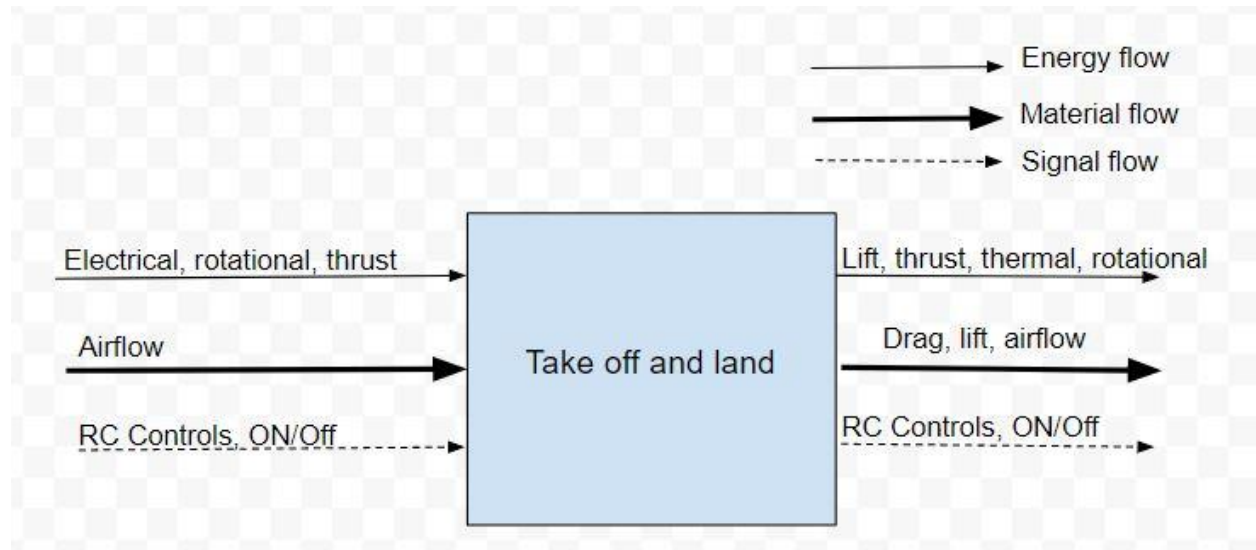 Energy flow
Material flow
Signal flow
Electrical, rotational, thrust
Lift, thrust, thermal, rotational
Airflow
Drag, lift, airflow
Take off and land
RC Controls, ON/Off
RC Controls, ON/Off